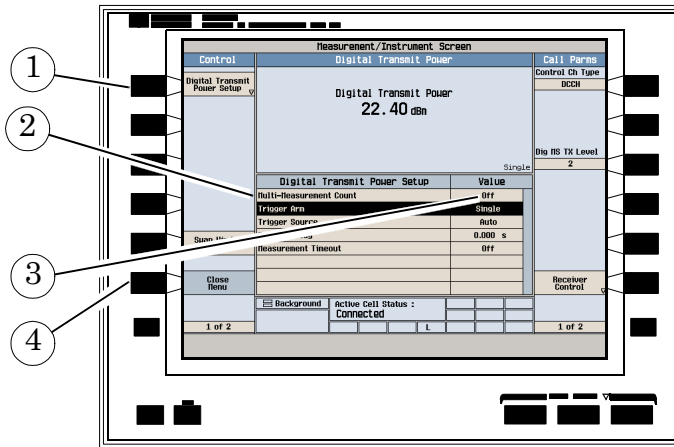 Measurement/Instrument Screen
Control
Digital Transmit Power
Call Parms
1
Digital Transmit
Power Setup
Control Ch Type
DCCH
Digital Transmit Power
22.40 dBm
2
Dig MS TX Level
2
Single
Digital Transmit Power Setup
Value
Multi-Measurement Count
Off
Trigger Arm
Single
Trigger Source
Auto
0.000 s
Measurement Timeout
Off
3
Close
Menu
Receiver
Control
4
Background
Active Cell Status :
Connected
L
1 of 2
1 of 2